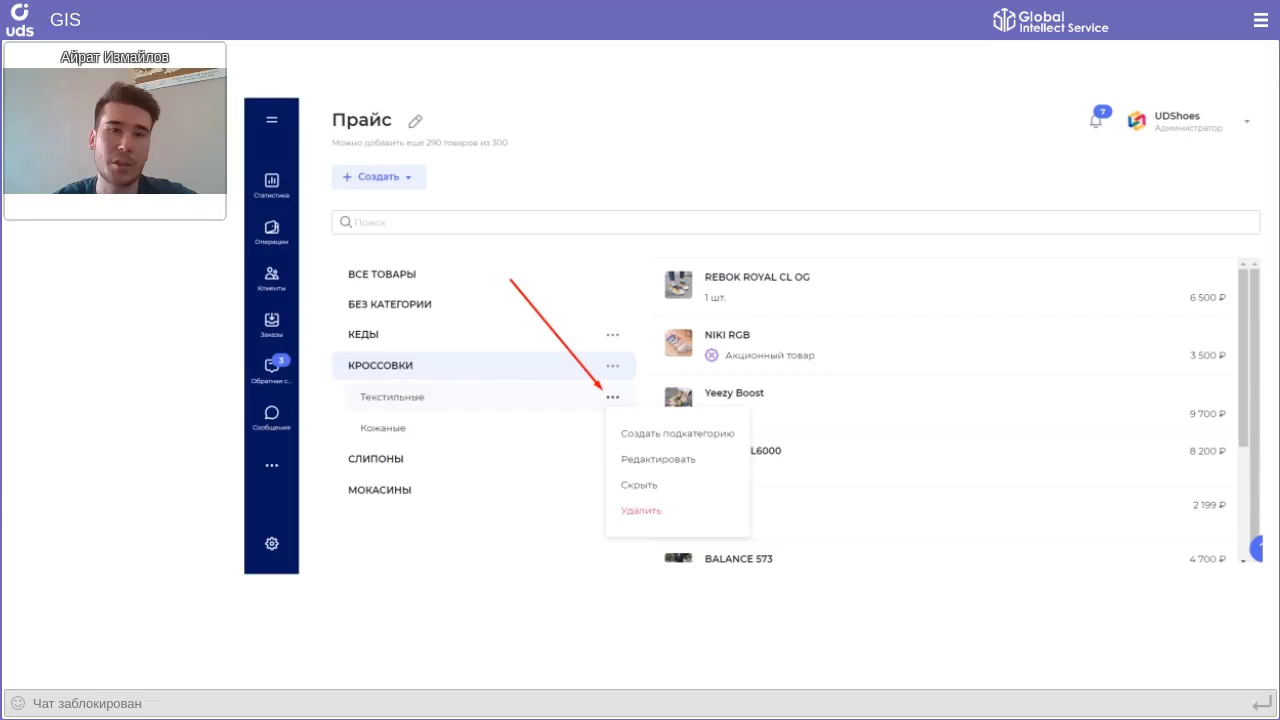 uds
GIS
Global
Intellect Service
Айрат Измайлов
Прайс
Можно добавить еще 290 товаров из 300
+ Создать
Поиск
7
UDShoes
Администратор
Статистика
Операции
Клиенты
Заказы
3
Обратная с...
Сообщения
ВСЕ ТОВАРЫ
БЕЗ КАТЕГОРИИ
КЕДЫ
КРОССОВКИ
Текстильные
Кожаные
СЛИПОНЫ
МОКАСИНЫ
Создать подкатегорию
Редактировать
Скрыть
Удалить
REBOK ROYAL CL OG
1 шт.
6 500 ₽
NIKI RGB
Акционный товар
3 500 ₽
Yeezy Boost
9 700 ₽
L6000
8 200 ₽
2 199 ₽
BALANCE 573
4 700 ₽
Чат заблокирован